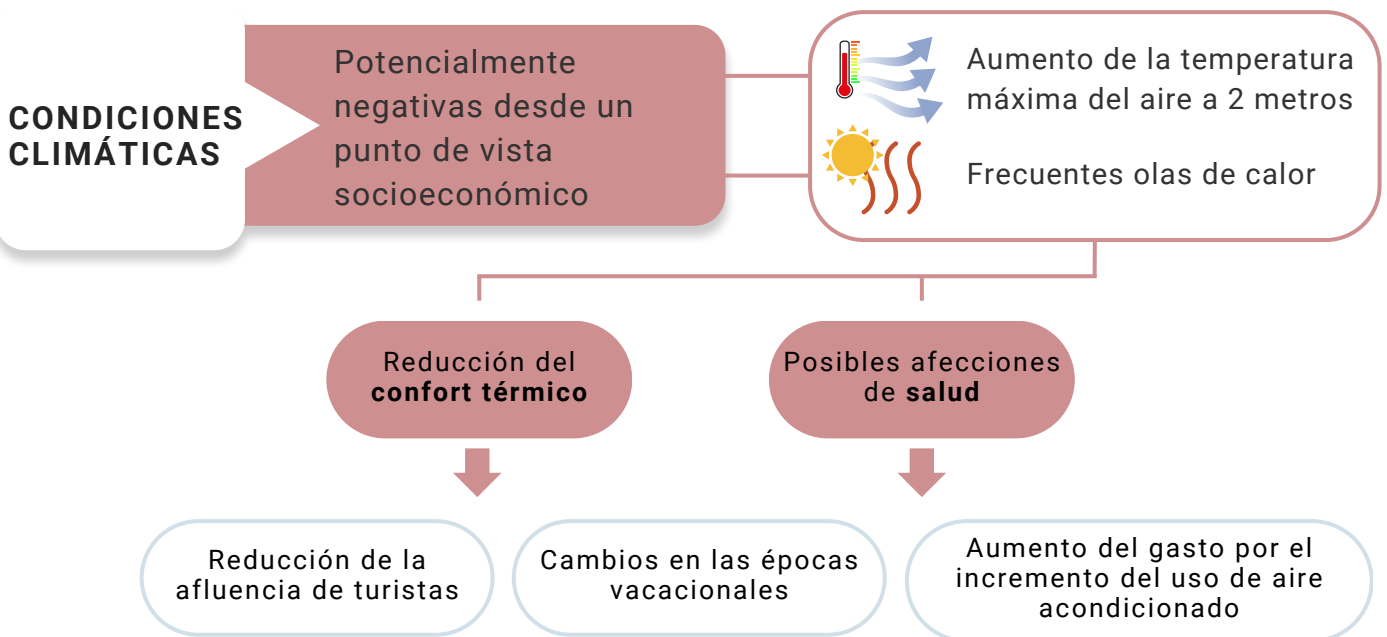 CONDICIONES
CLIMÁTICAS
Potencialmente
negativas desde un
punto de vista
socioeconómico
Aumento de la temperatura
máxima del aire a 2 metros
Frecuentes olas de calor
Reducción del
confort térmico
Posibles afecciones
de salud
Reducción de la
afluencia de turistas
Cambios en las épocas
vacacionales
Aumento del gasto por el
incremento del uso de aire
acondicionado